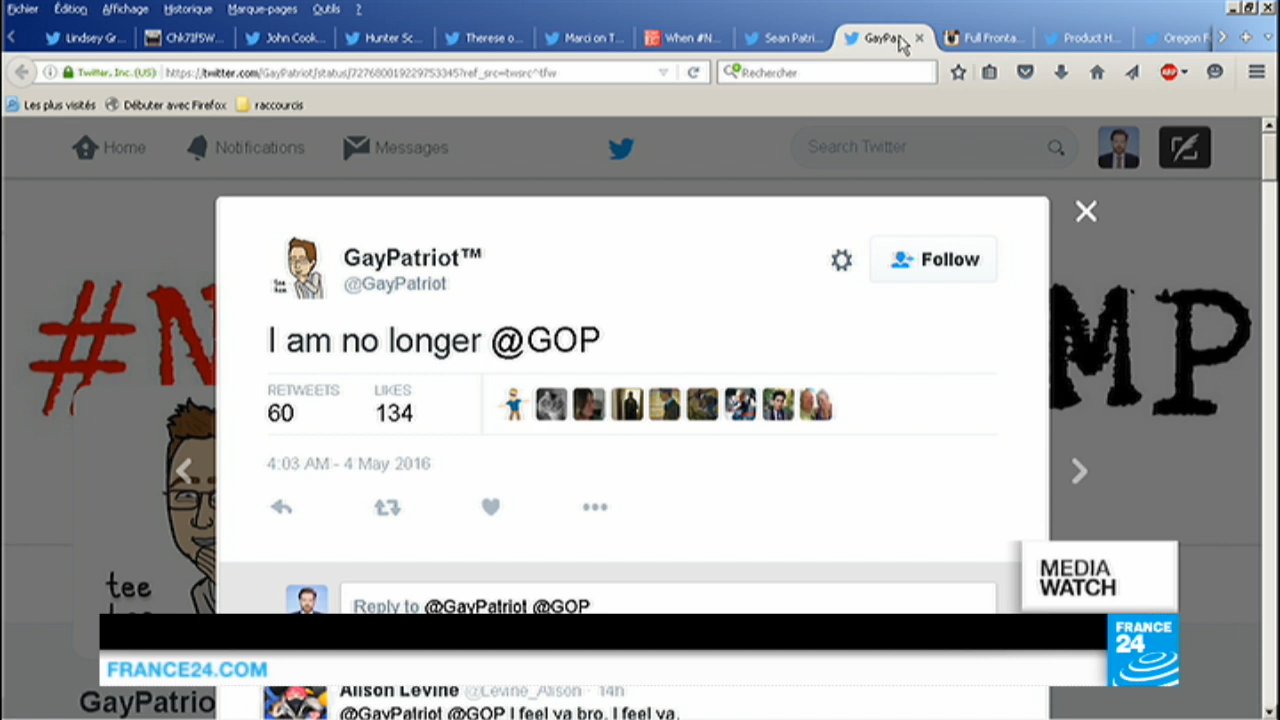 Fichier Édition Affichage Historique Marque-pages Outils ?
Lindsey Gr... Chk71f5W... John Cook... Hunter Sc... Therese o... Marci on T... When #N... Sean Patri... GayPa Full Fronta... Product H... Oregon F
Twitter, Inc. (US) https://twitter.com/GayPatriot/status/727680019229753345?ref_src=twsrc^tfw Rechercher
Les plus visités Débuter avec Firefox raccourcis
Home Notifications Messages Search Twitter
#N MP
GayPatriot™
@GayPatriot
Follow
tee
I am no longer @GOP
RETWEETS LIKES
60 134
4:03 AM - 4 May 2016
tee
MEDIA
WATCH
Reply to @GayPatriot @GOP
FRANCE
24
FRANCE24.COM
Alison Levine @Levine_Alison · 14h
GayPatrio
@GayPatriot @GOP I feel ya bro. I feel ya.